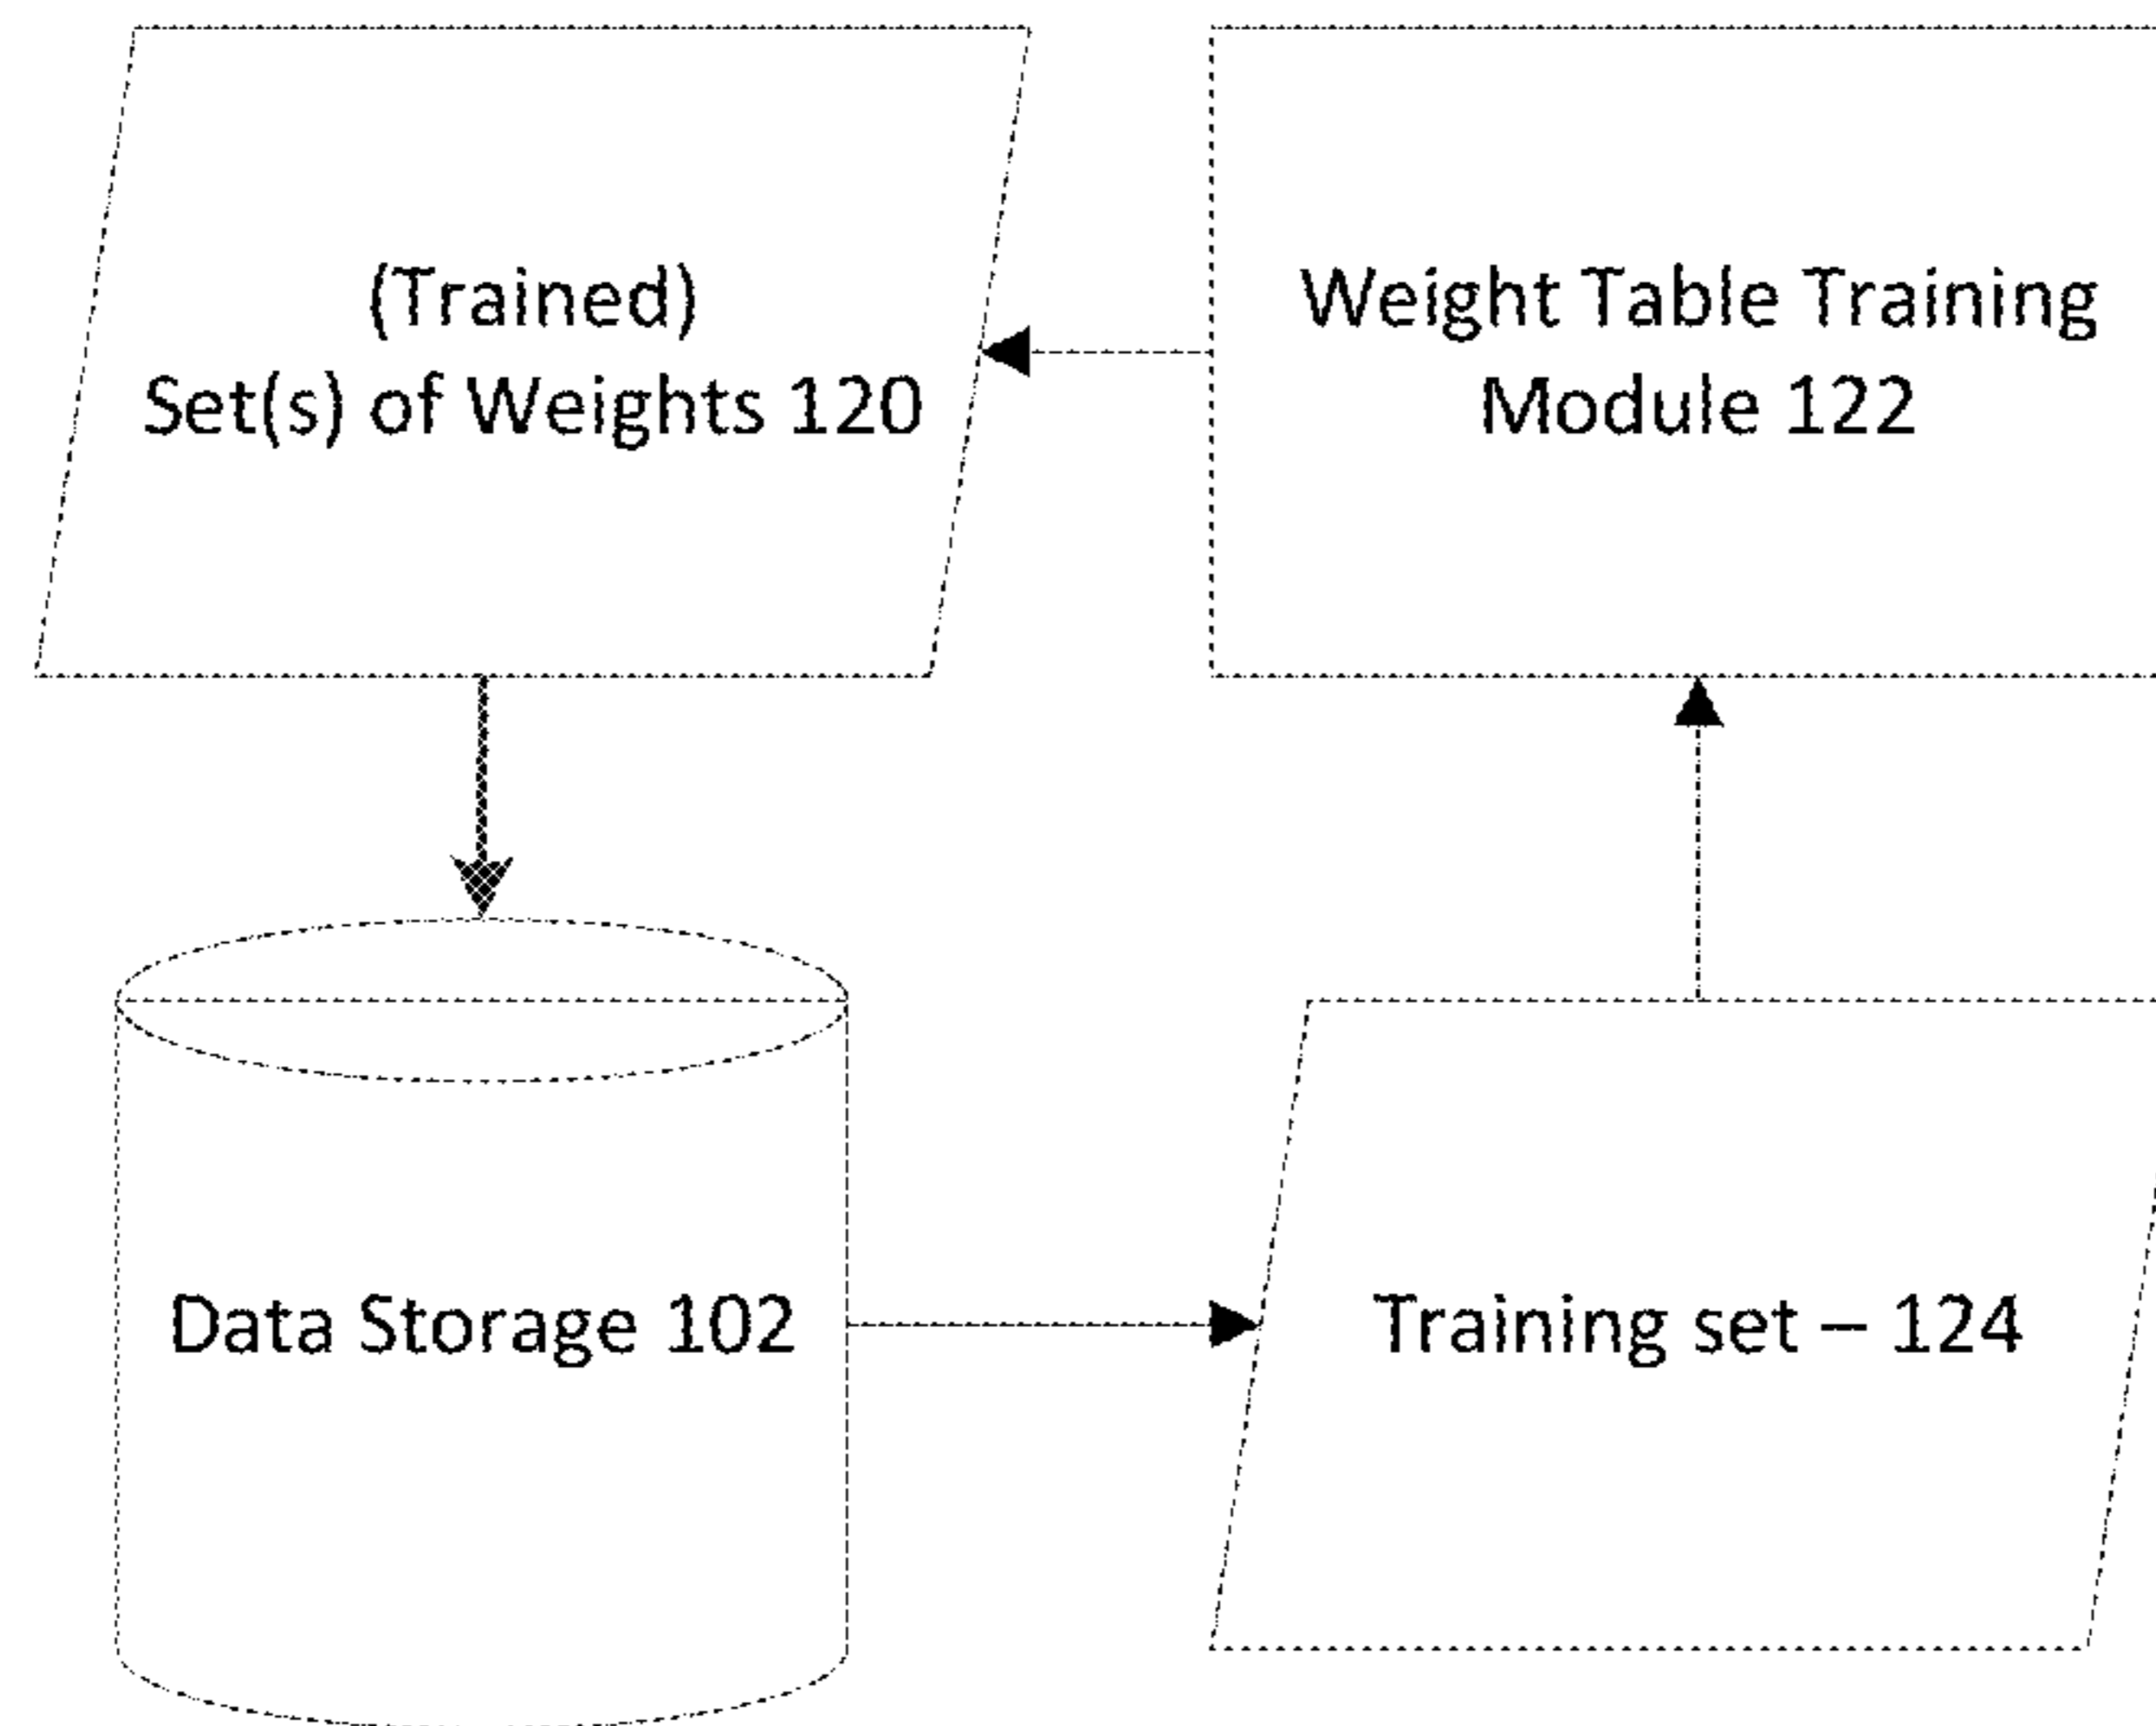 (Trained)
Set(s) of Weights 120
Weight Table Training
Module 122
Data Storage 102
Training set – 124